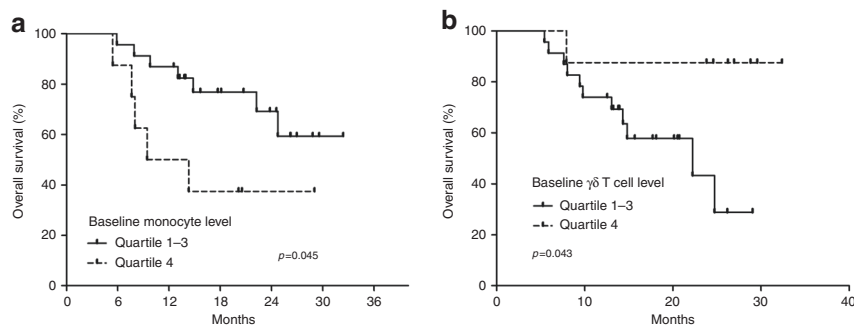 a
Overall survival (%)
100
80
60
40
20
0
Baseline monocyte level
Quartile 1–3
Quartile 4
p=0.045
0 6 12 18 24 30 36
Months
b
Overall survival (%)
100
80
60
40
20
0
Baseline γδ T cell level
Quartile 1–3
Quartile 4
p=0.043
0 10 20 30 40
Months